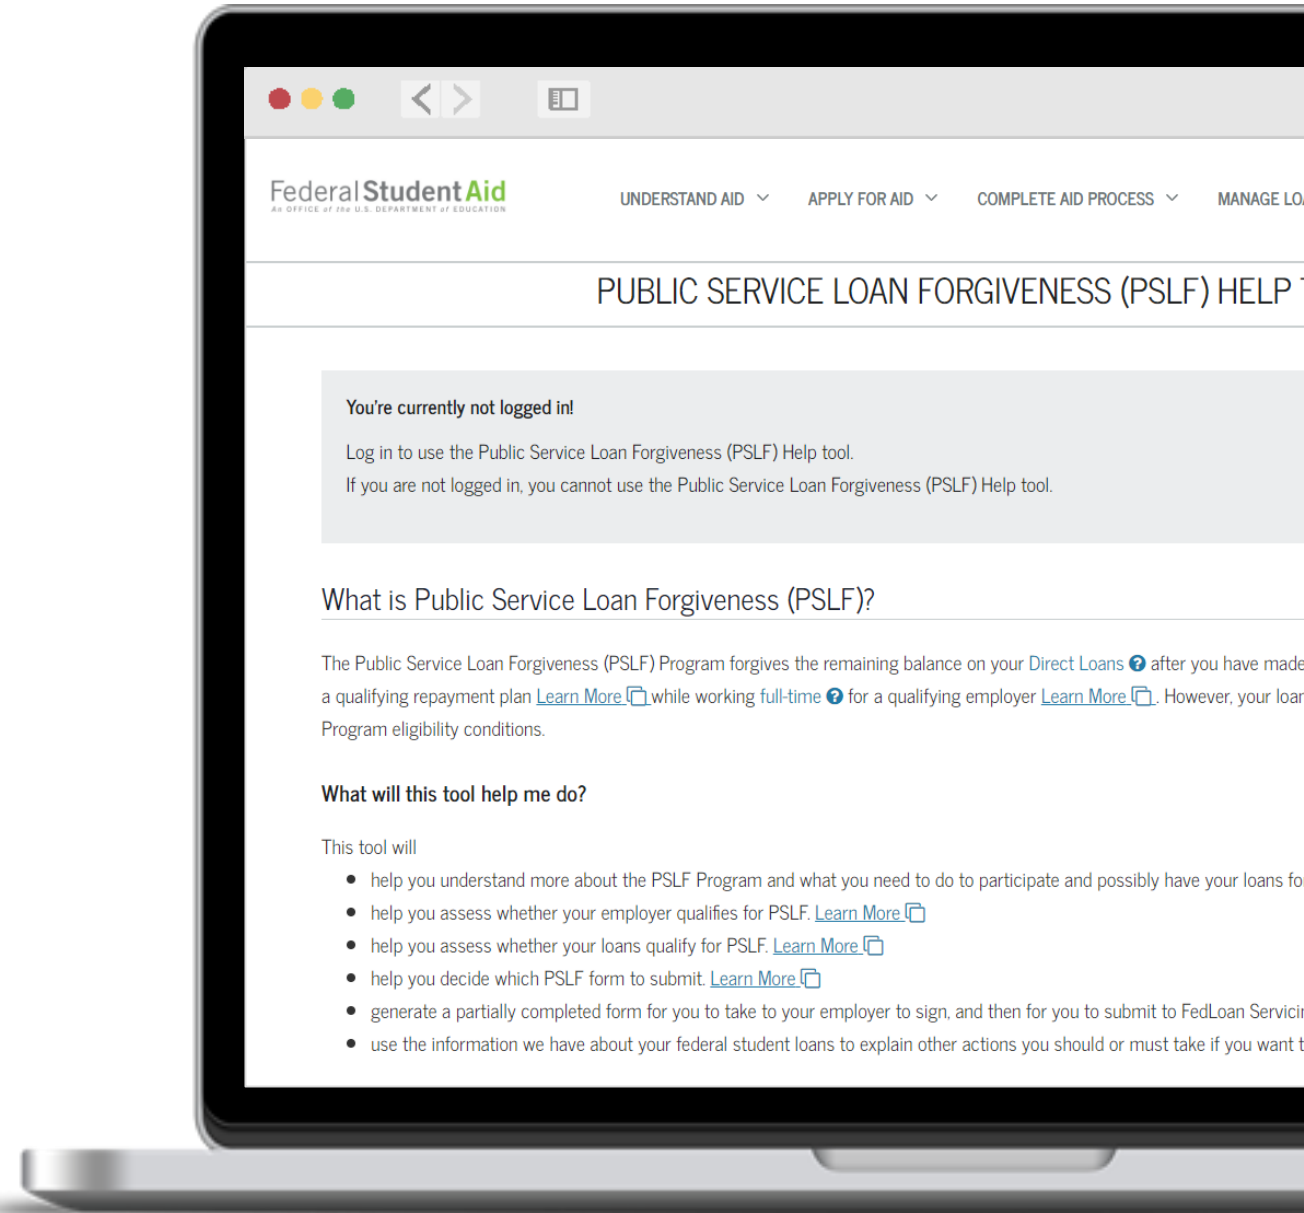 Federal Student Aid
An OFFICE of the U.S. DEPARTMENT of EDUCATION
UNDERSTAND AID
APPLY FOR AID
COMPLETE AID PROCESS
MANAGE LOA
PUBLIC SERVICE LOAN FORGIVENESS (PSLF) HELP T
You're currently not logged in!
Log in to use the Public Service Loan Forgiveness (PSLF) Help tool.
If you are not logged in, you cannot use the Public Service Loan Forgiveness (PSLF) Help tool.
What is Public Service Loan Forgiveness (PSLF)?
The Public Service Loan Forgiveness (PSLF) Program forgives the remaining balance on your Direct Loans ? after you have made
a qualifying repayment plan Learn More while working full-time ? for a qualifying employer Learn More . However, your loan
Program eligibility conditions.
What will this tool help me do?
This tool will
• help you understand more about the PSLF Program and what you need to do to participate and possibly have your loans for
• help you assess whether your employer qualifies for PSLF. Learn More
• help you assess whether your loans qualify for PSLF. Learn More
• help you decide which PSLF form to submit. Learn More
• generate a partially completed form for you to take to your employer to sign, and then for you to submit to FedLoan Servicin
• use the information we have about your federal student loans to explain other actions you should or must take if you want t